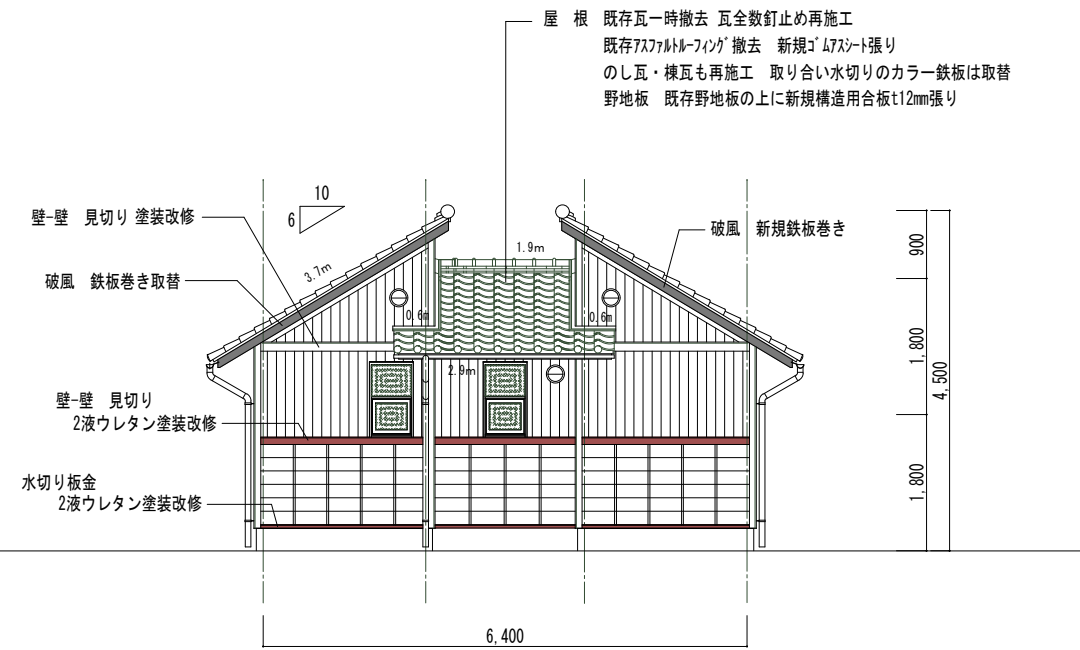 屋　根　既存瓦一時撤去 瓦全数釘止め再施工
既存ｱｽﾌｧﾙﾄﾙｰﾌｨﾝｸﾞ撤去　新規ｺﾞﾑｱｽｼｰﾄ張り
のし瓦・棟瓦も再施工　取り合い水切りのカラー鉄板は取替
野地板　既存野地板の上に新規構造用合板t12mm張り
10
6
壁-壁　見切り 塗装改修
破風　新規鉄板巻き
900
1.9m
3.7m
破風　鉄板巻き取替
0.6m
0.6m
1,800
4,500
2.9m
壁-壁　見切り
2液ウレタン塗装改修
水切り板金
2液ウレタン塗装改修
1,800
6,400